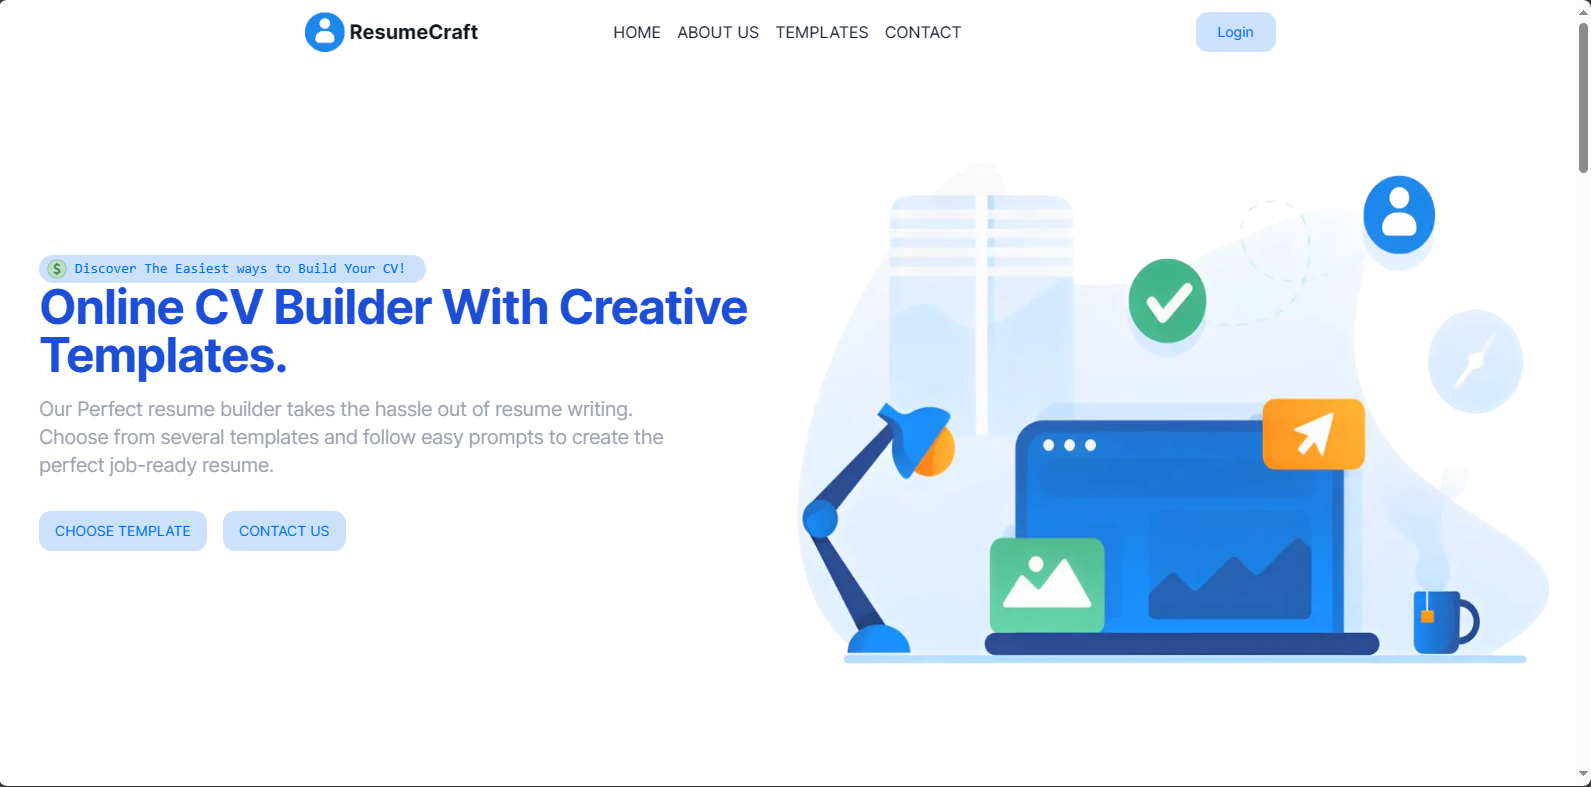 ResumeCraft
HOME ABOUT US TEMPLATES CONTACT
Login
$ Discover The Easiest ways to Build Your CV!
Online CV Builder With Creative
Templates.
Our Perfect resume builder takes the hassle out of resume writing.
Choose from several templates and follow easy prompts to create the
perfect job-ready resume.
CHOOSE TEMPLATE
CONTACT US